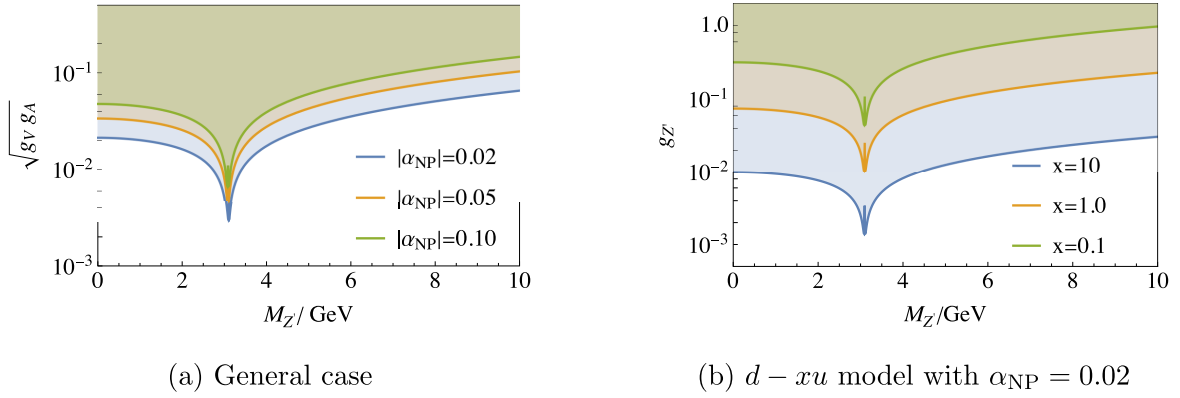 √gV gA
10⁻¹
10⁻²
10⁻³
|αNP|=0.02
|αNP|=0.05
|αNP|=0.10
0 2 4 6 8 10
MZ'/ GeV
(a) General case
gZ'
1.0
10⁻¹
10⁻²
10⁻³
x=10
x=1.0
x=0.1
0 2 4 6 8 10
MZ'/GeV
(b) d − xu model with αNP = 0.02